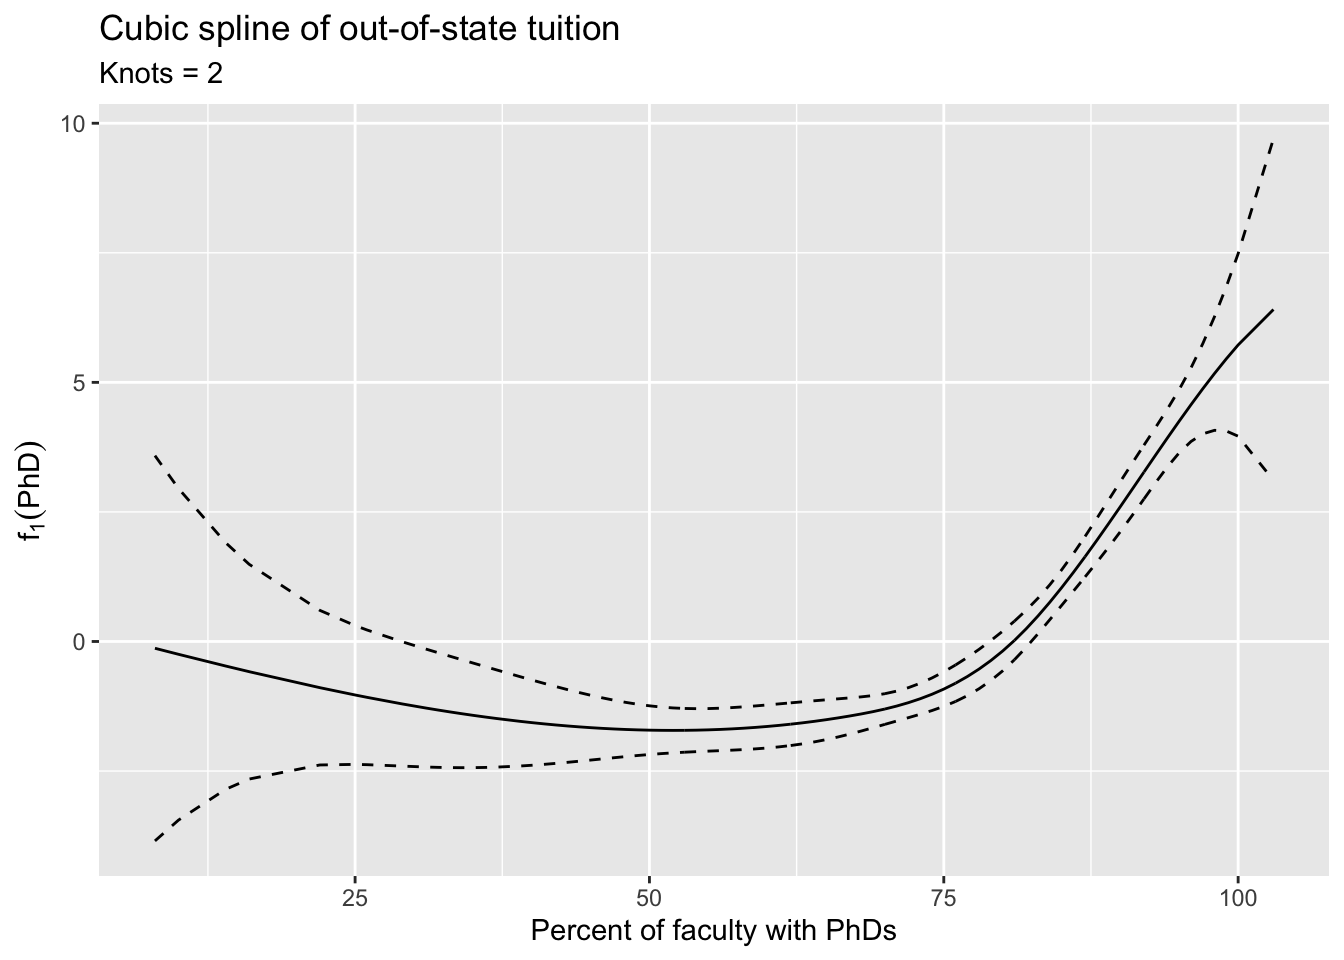 Cubic spline of out-of-state tuition
Knots = 2
10
5
0
f₁(PhD)
25 50 75 100
Percent of faculty with PhDs